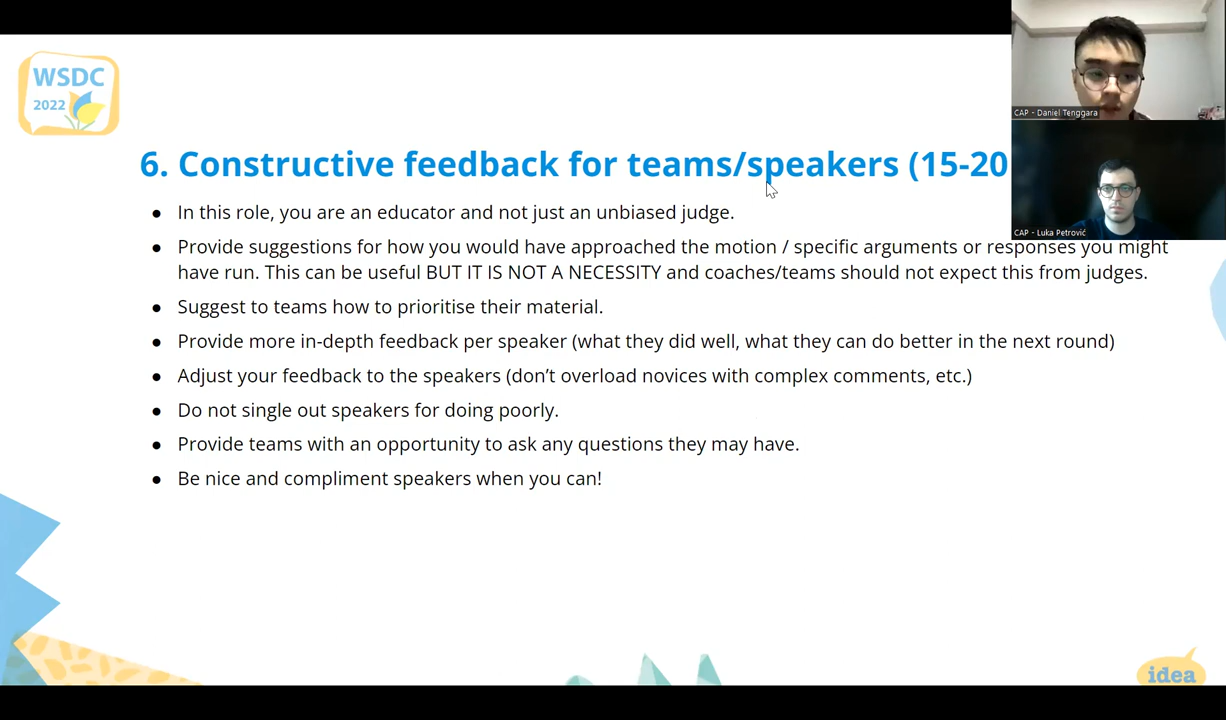 WSDC
2022
CAP - Daniel Tenggara
6. Constructive feedback for teams/speakers (15-20
CAP - Luka Petrović
● In this role, you are an educator and not just an unbiased judge.
● Provide suggestions for how you would have approached the motion / specific arguments or responses you might
have run. This can be useful BUT IT IS NOT A NECESSITY and coaches/teams should not expect this from judges.
● Suggest to teams how to prioritise their material.
● Provide more in-depth feedback per speaker (what they did well, what they can do better in the next round)
● Adjust your feedback to the speakers (don’t overload novices with complex comments, etc.)
● Do not single out speakers for doing poorly.
● Provide teams with an opportunity to ask any questions they may have.
● Be nice and compliment speakers when you can!
idea